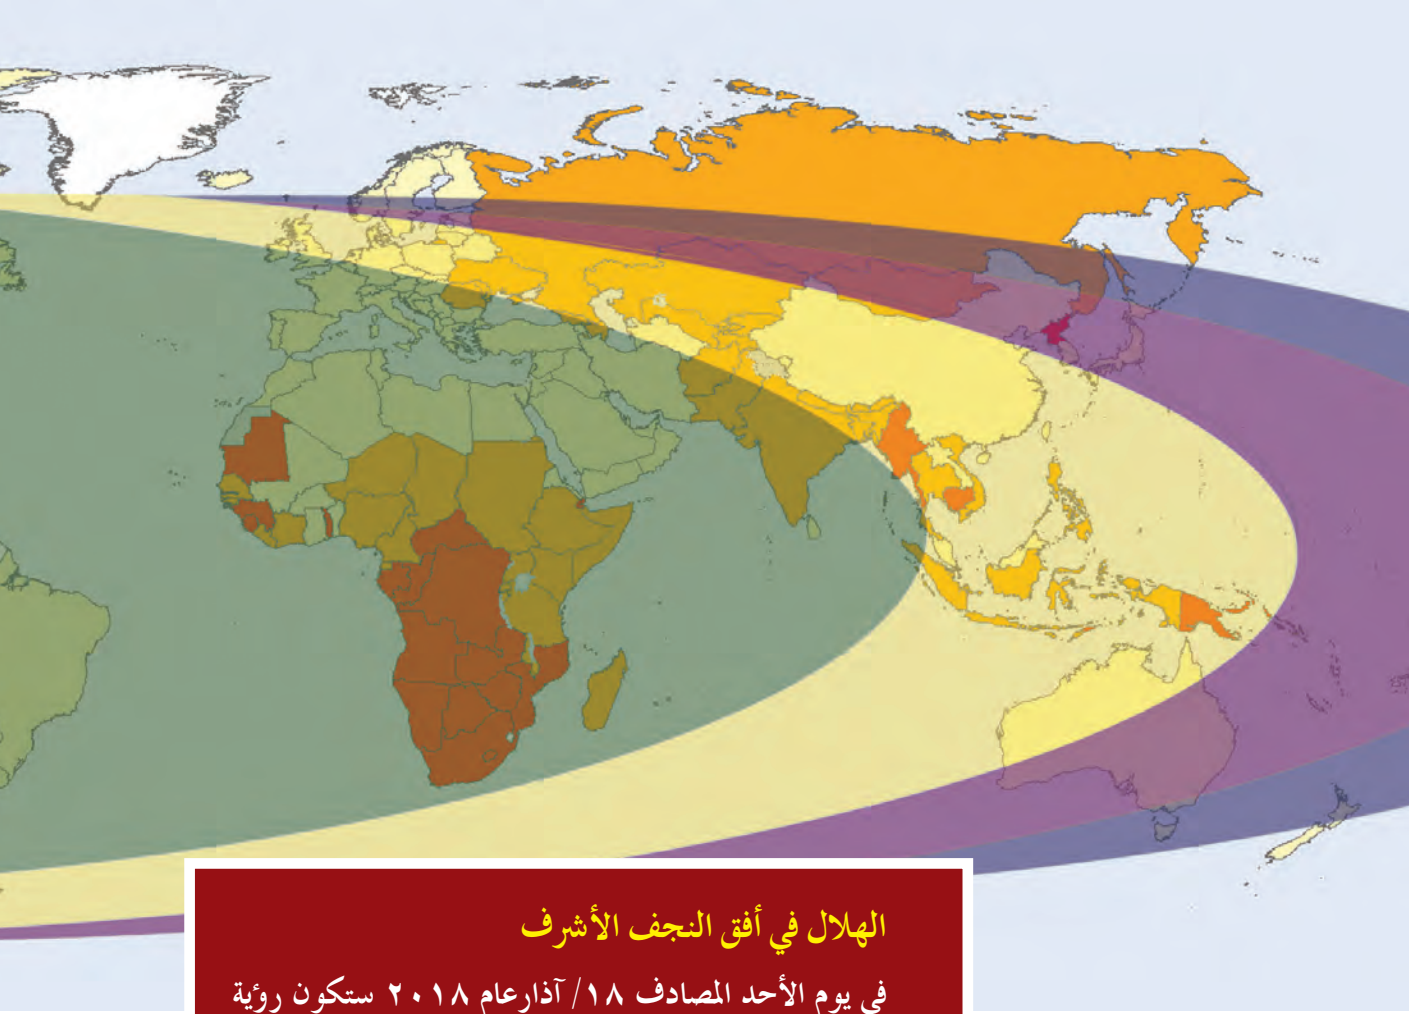 الهلال في أفق النجف الأشرف
في يوم الأحد المصادف ١٨/ آذارعام ٢٠١٨ ستكون رؤية